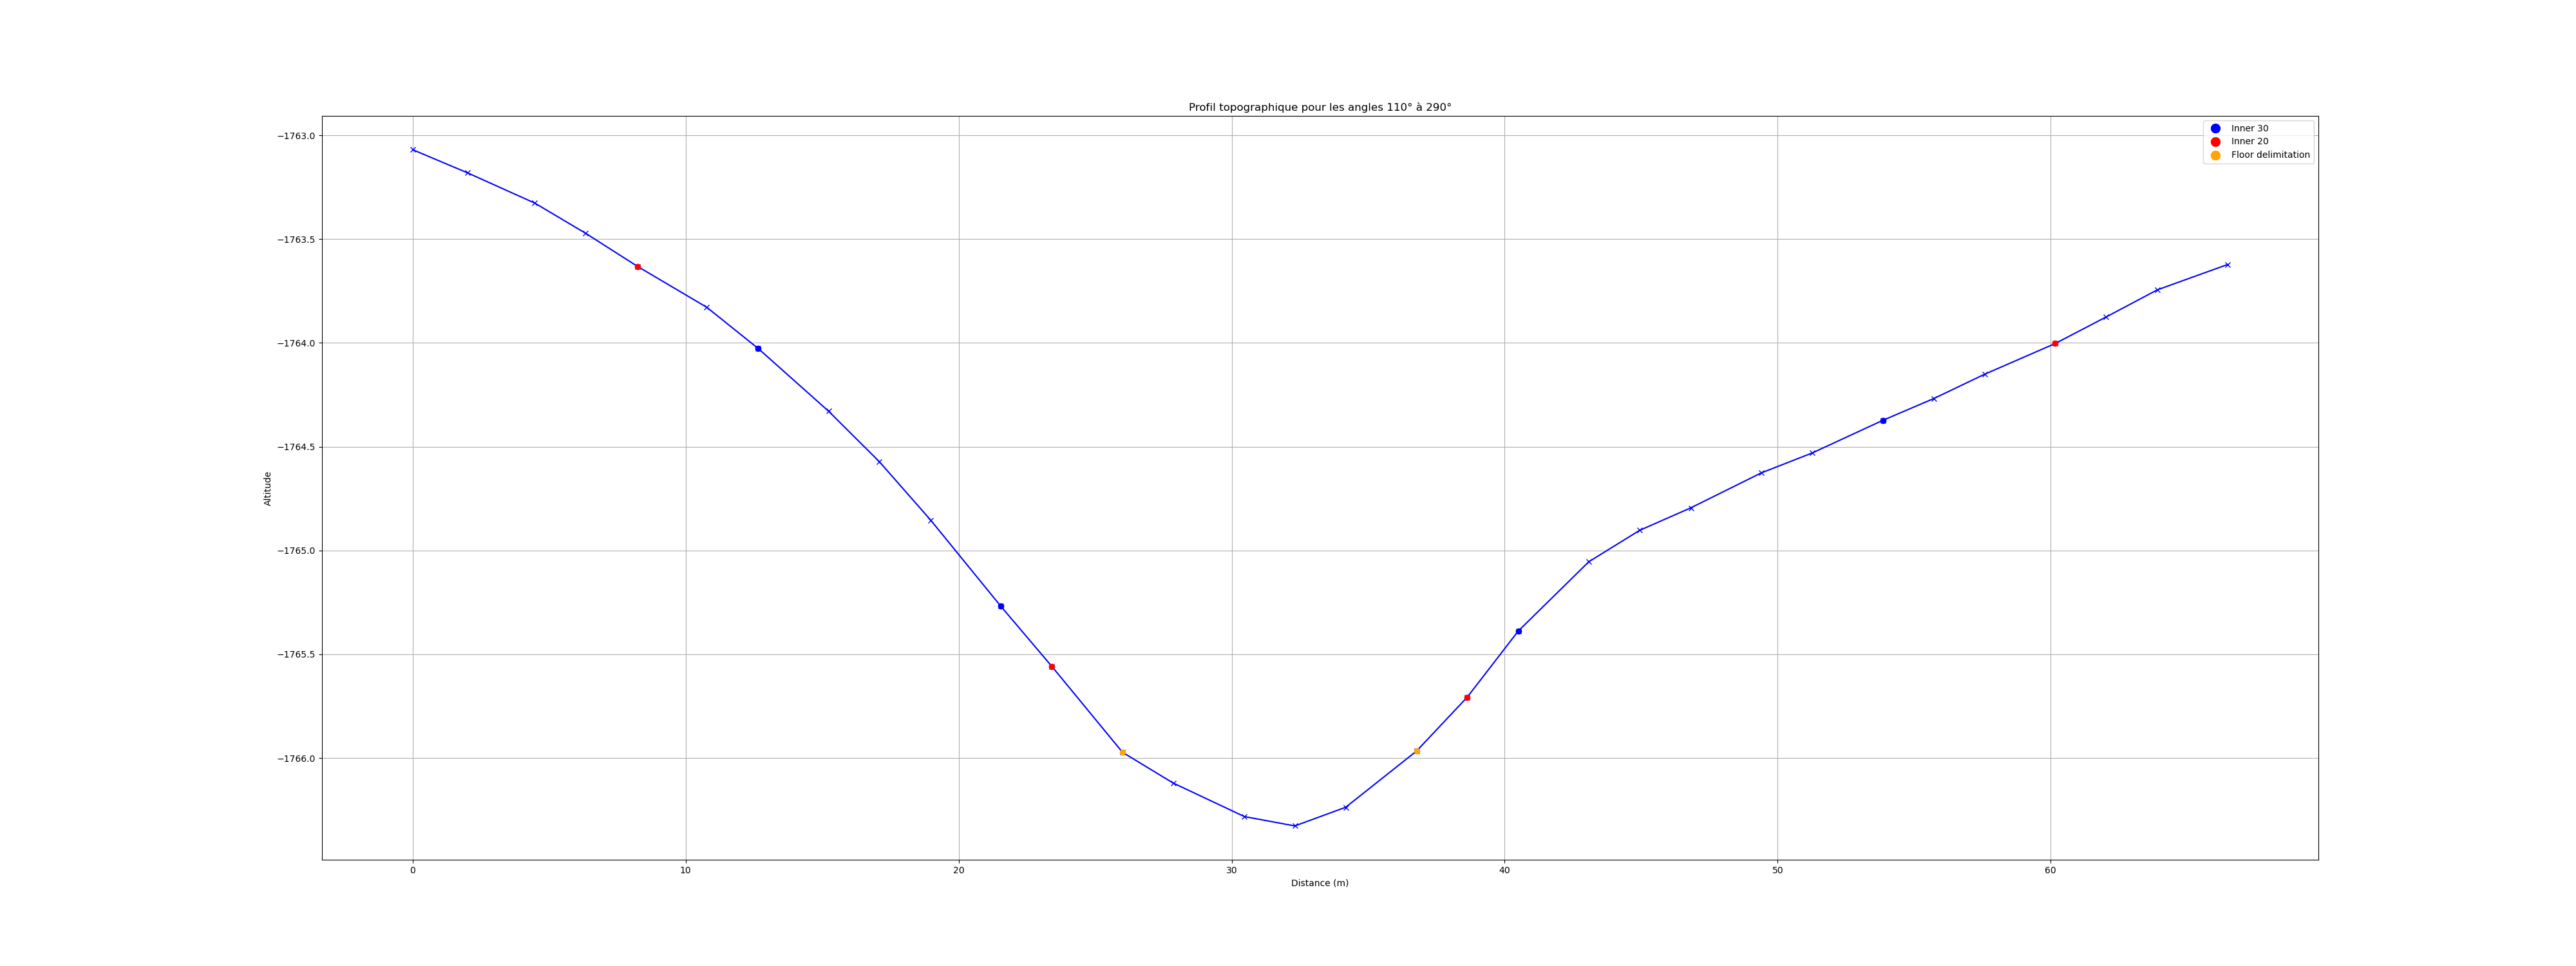 Profil topographique pour les angles 110° à 290°
Inner 30
Inner 20
Floor delimitation
−1763.0
−1763.5
−1764.0
−1764.5
−1765.0
−1765.5
−1766.0
Altitude
0 10 20 30 40 50 60
Distance (m)